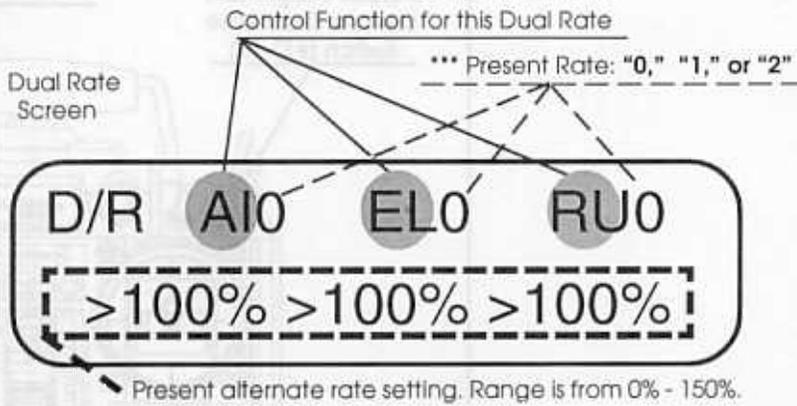 Control Function for this Dual Rate
*** Present Rate: "0," "1," or "2"
Dual Rate
Screen
D/R AI0 EL0 RU0
>100% >100% >100%
Present alternate rate setting. Range is from 0% - 150%.